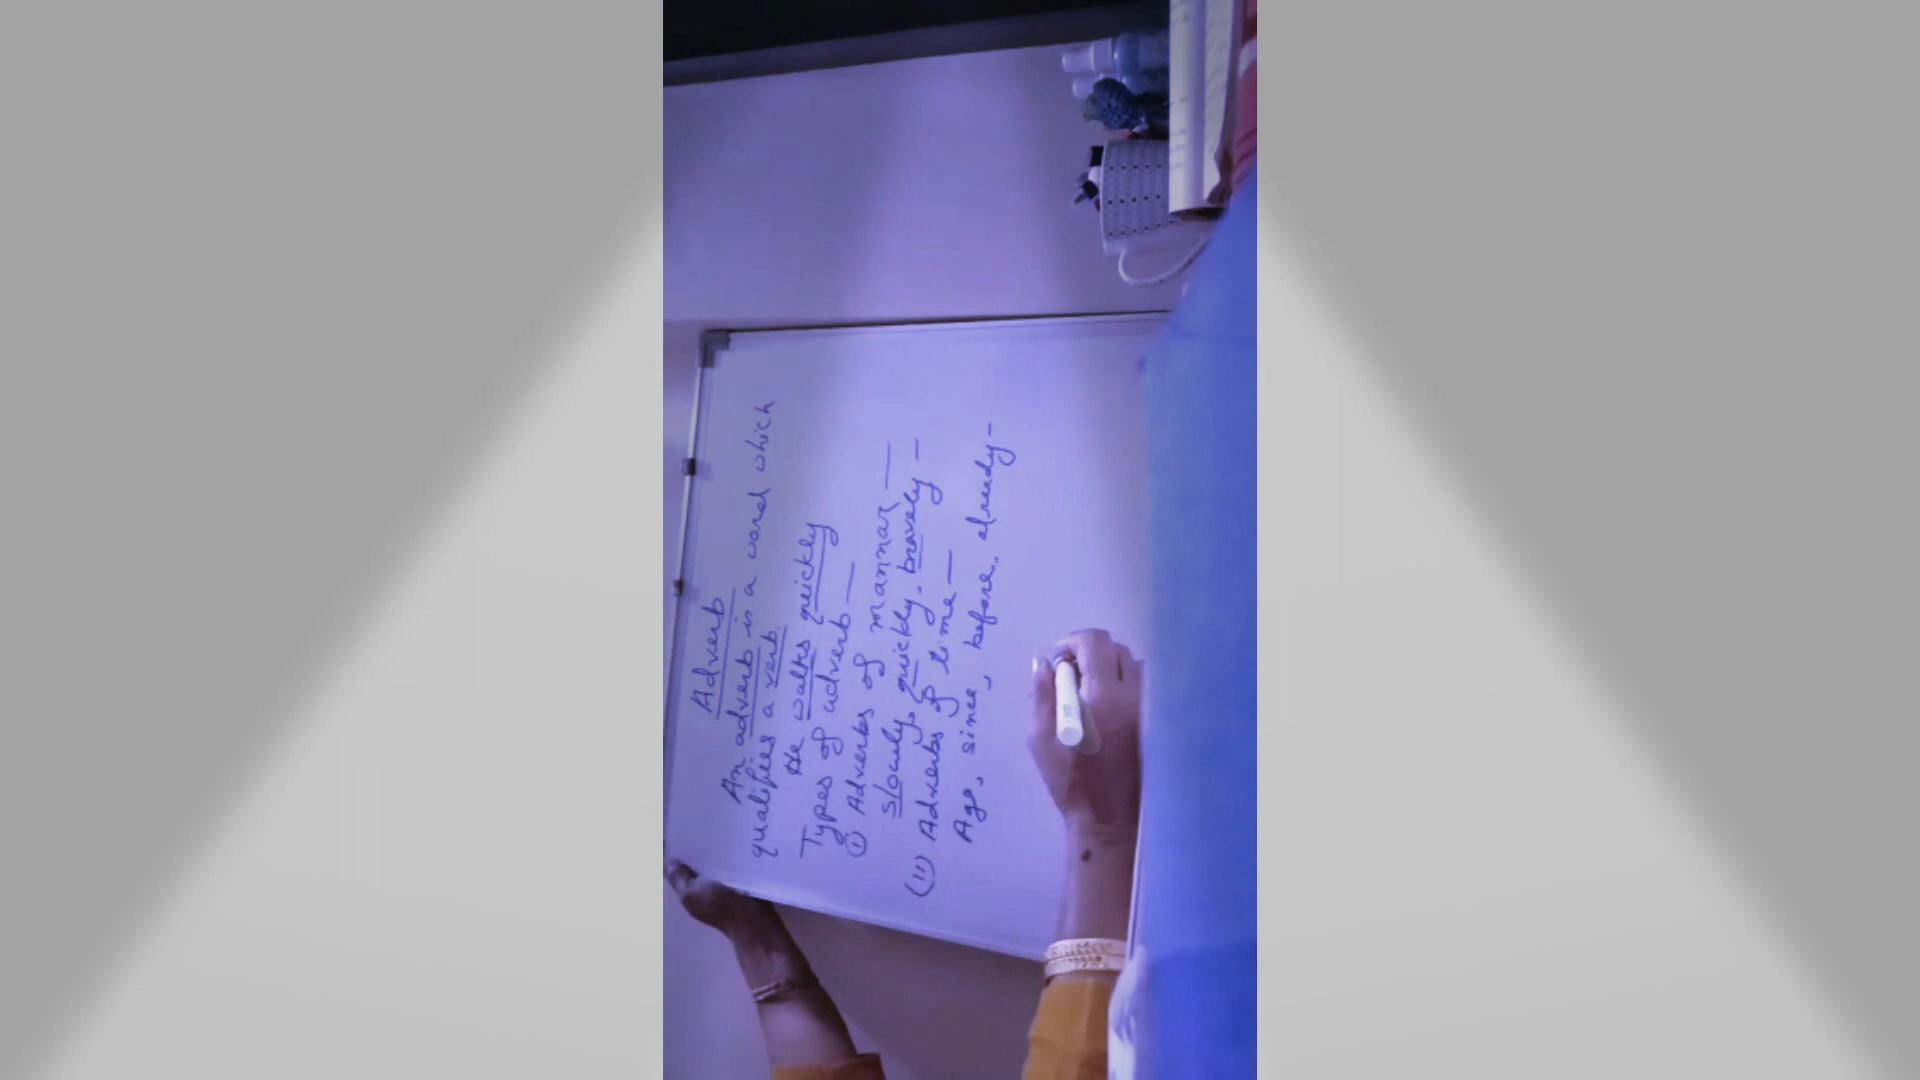 Adverb
An adverb is a word which
qualifies a verb.
He walks quickly
Types of adverb —
(i) Adverbs of mannar —
slowly, quickly, bravely —
(ii) Adverbs of time —
Ago, since, before, already -